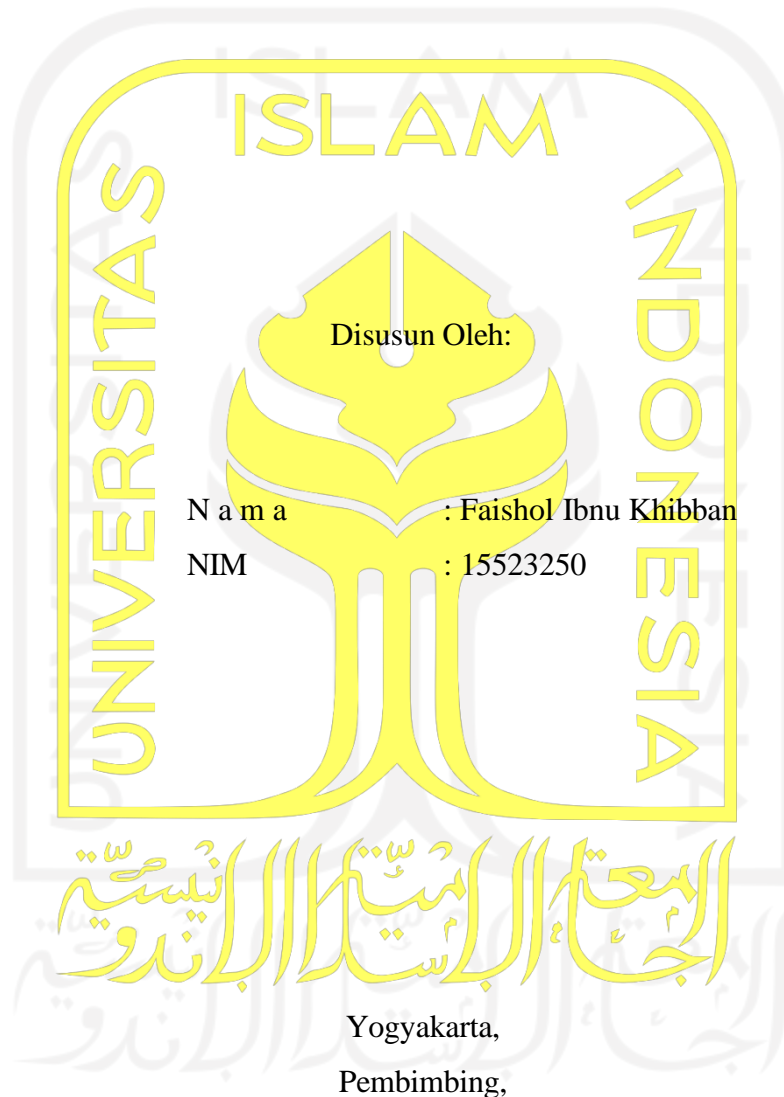 ISLAM
UNIVERSITAS
INDONESIA
Disusun Oleh:
N a m a : Faishol Ibnu Khibban
NIM : 15523250
الجامعة الإسلامية الإندونيسية
Yogyakarta,
Pembimbing,